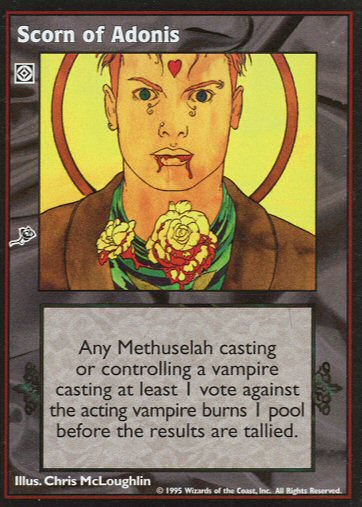 Scorn of Adonis
Any Methuselah casting
or controlling a vampire
casting at least 1 vote against
the acting vampire burns 1 pool
before the results are tallied.
Illus. Chris McLoughlin
© 1995 Wizards of the Coast, Inc. All Rights Reserved.